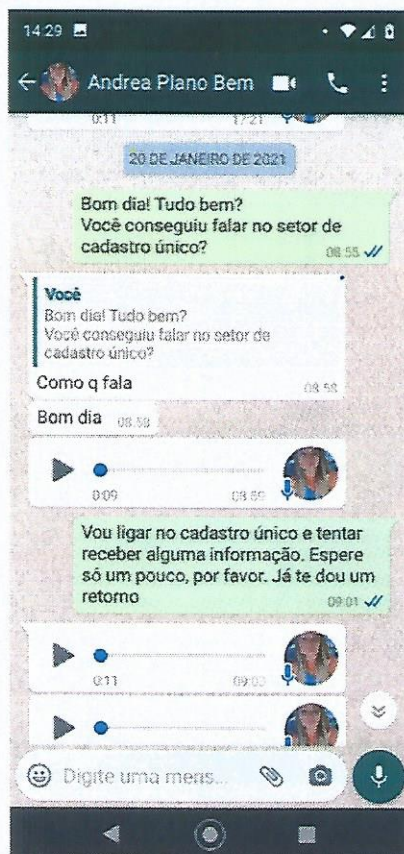 14:29
Andrea Plano Bem
0:11 17:21
20 DE JANEIRO DE 2021
Bom dia! Tudo bem?
Você conseguiu falar no setor de
cadastro único?
08:55
Você
Bom dia! Tudo bem?
Você conseguiu falar no setor de
cadastro único?
Como q fala
08:58
Bom dia 08:58
0:09 08:59
Vou ligar no cadastro único e tentar
receber alguma informação. Espere
só um pouco, por favor. Já te dou um
retorno
09:01
0:11 09:03
Digite uma mens...